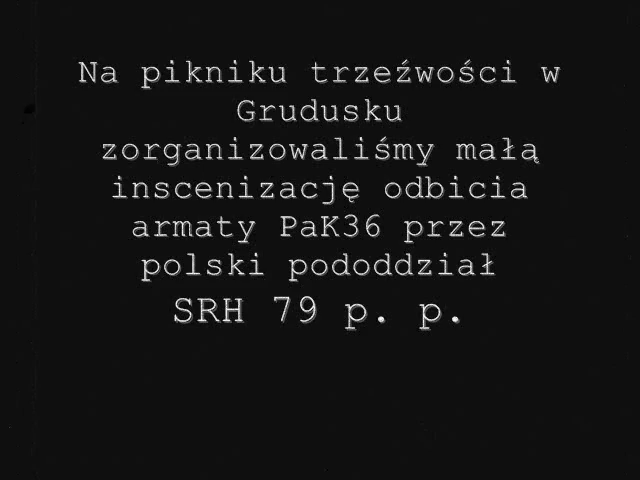 Na pikniku trzeźwości w
Grudusku
zorganizowaliśmy małą
inscenizację odbicia
armaty PaK36 przez
polski pododdział
SRH 79 p. p.